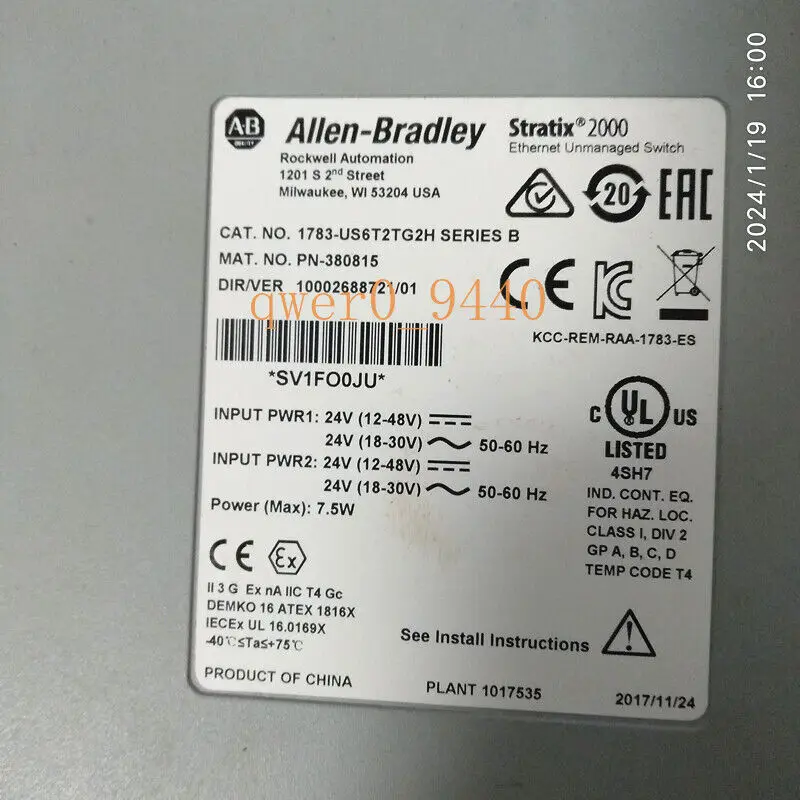 2024/1/19 16:00
A·B
QUALITY
Allen-Bradley
Rockwell Automation
1201 S 2nd Street
Milwaukee, WI 53204 USA
Stratix® 2000
Ethernet Unmanaged Switch
20
EAC
CAT. NO. 1783-US6T2TG2H SERIES B
MAT. NO. PN-380815
DIR/VER 10002688721/01
qwer0_9440
CE
KC
KCC-REM-RAA-1783-ES
*SV1FO0JU*
INPUT PWR1: 24V (12-48V)
24V (18-30V) 50-60 Hz
INPUT PWR2: 24V (12-48V)
24V (18-30V) 50-60 Hz
Power (Max): 7.5W
C UL US
LISTED
4SH7
IND. CONT. EQ.
FOR HAZ. LOC.
CLASS I, DIV 2
GP A, B, C, D
TEMP CODE T4
CE Ex
II 3 G Ex nA IIC T4 Gc
DEMKO 16 ATEX 1816X
IECEx UL 16.0169X
-40℃≤Ta≤+75℃
See Install Instructions
PRODUCT OF CHINA
PLANT 1017535
2017/11/24